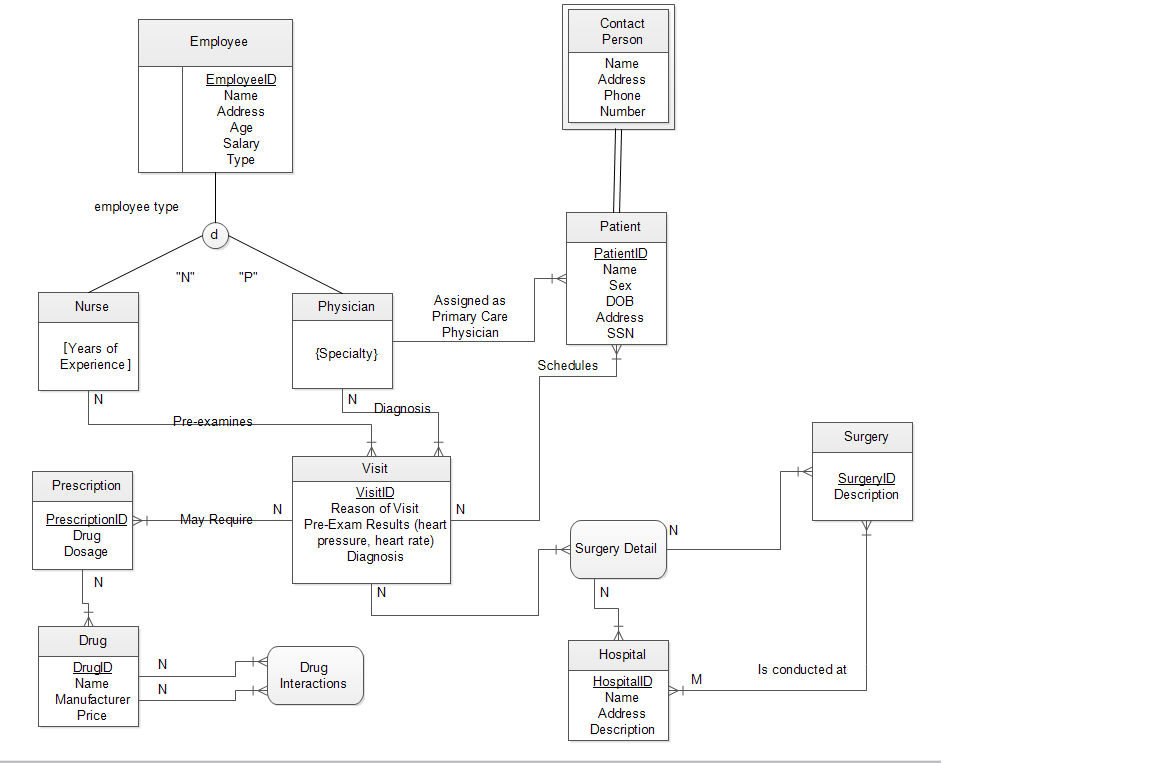 Employee
EmployeeID
Name
Address
Age
Salary
Type
Contact
Person
Name
Address
Phone
Number
employee type
d
"N"
"P"
Patient
PatientID
Name
Sex
DOB
Address
SSN
Nurse
[Years of
Experience ]
Physician
{Specialty}
Assigned as
Primary Care
Physician
Schedules
N
N
Diagnosis
Pre-examines
Visit
VisitID
Reason of Visit
Pre-Exam Results (heart
pressure, heart rate)
Diagnosis
N
N
N
May Require
Prescription
PrescriptionID
Drug
Dosage
N
Surgery
SurgeryID
Description
Surgery Detail
N
N
Drug
DrugID
Name
Manufacturer
Price
N
N
Drug
Interactions
Hospital
HospitalID
Name
Address
Description
M
Is conducted at